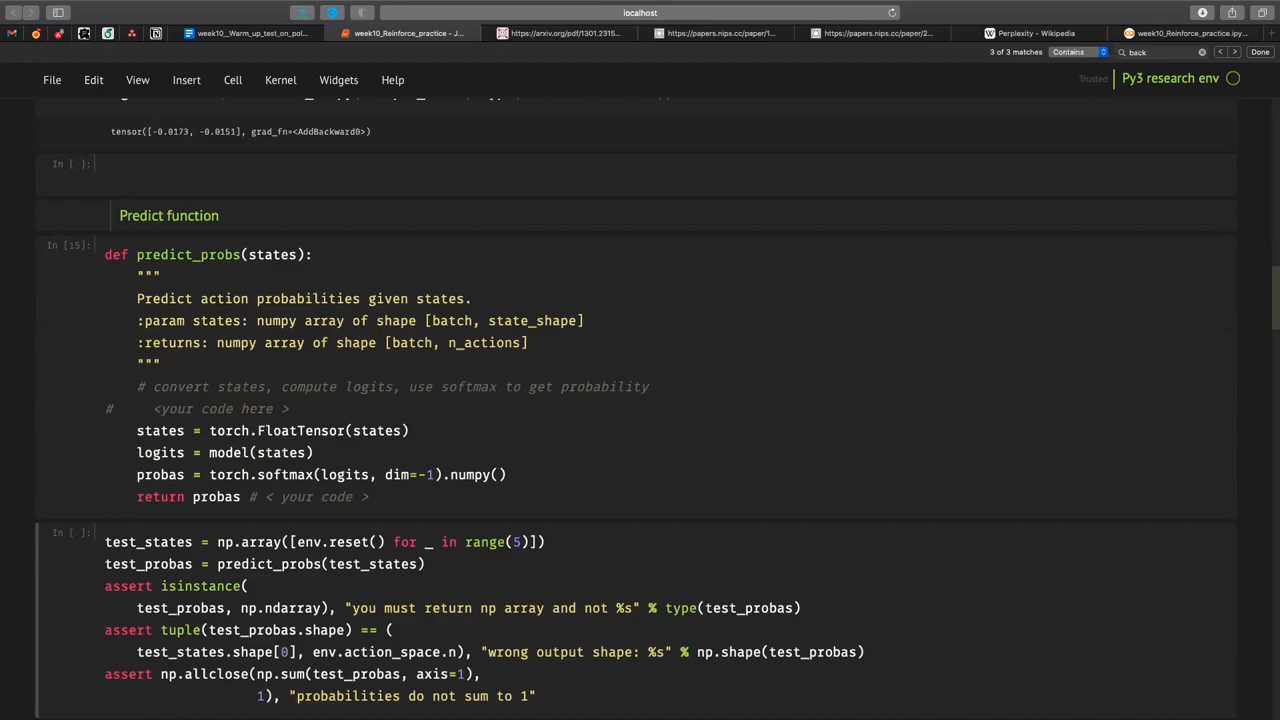 localhost
week10__Warm_up_test_on_pol...
week10_Reinforce_practice - J...
https://arxiv.org/pdf/1301.2315...
https://papers.nips.cc/paper/1...
https://papers.nips.cc/paper/2...
Perplexity - Wikipedia
week10_Reinforce_practice.ipy...
3 of 3 matches
Contains
back
Done
File Edit View Insert Cell Kernel Widgets Help
Trusted
Py3 research env
tensor([-0.0173, -0.0151], grad_fn=<AddBackward0>)
In [ ]:
Predict function
In [15]:
def predict_probs(states):
"""
Predict action probabilities given states.
:param states: numpy array of shape [batch, state_shape]
:returns: numpy array of shape [batch, n_actions]
"""
# convert states, compute logits, use softmax to get probability
# <your code here >
states = torch.FloatTensor(states)
logits = model(states)
probas = torch.softmax(logits, dim=-1).numpy()
return probas # < your code >
In [ ]:
test_states = np.array([env.reset() for _ in range(5)])
test_probas = predict_probs(test_states)
assert isinstance(
test_probas, np.ndarray), "you must return np array and not %s" % type(test_probas)
assert tuple(test_probas.shape) == (
test_states.shape[0], env.action_space.n), "wrong output shape: %s" % np.shape(test_probas)
assert np.allclose(np.sum(test_probas, axis=1),
1), "probabilities do not sum to 1"